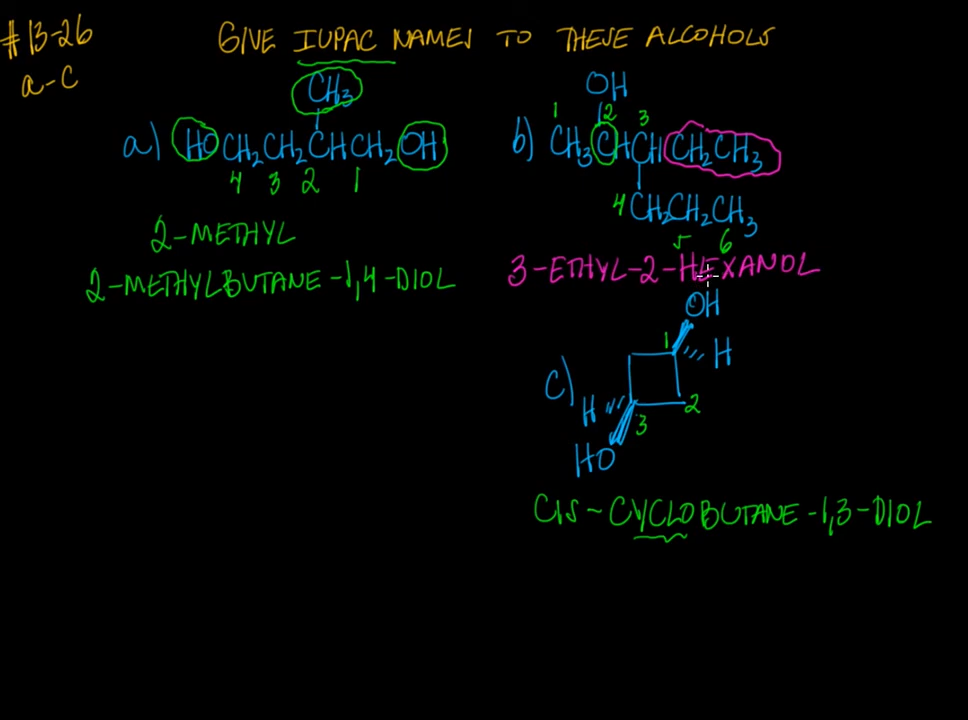 #13-26
a-c
GIVE IUPAC NAMES TO THESE ALCOHOLS
a)
CH3
HOCH2CH2CHCH2OH
4 3 2 1
2-METHYL
2-METHYLBUTANE-1,4-DIOL
b)
OH
1 2 3
CH3CHCHCH2CH3
4CH2CH2CH3
5 6
3-ETHYL-2-HEXANOL
c)
OH
1
H
H
2
3
HO
CIS-CYCLOBUTANE-1,3-DIOL